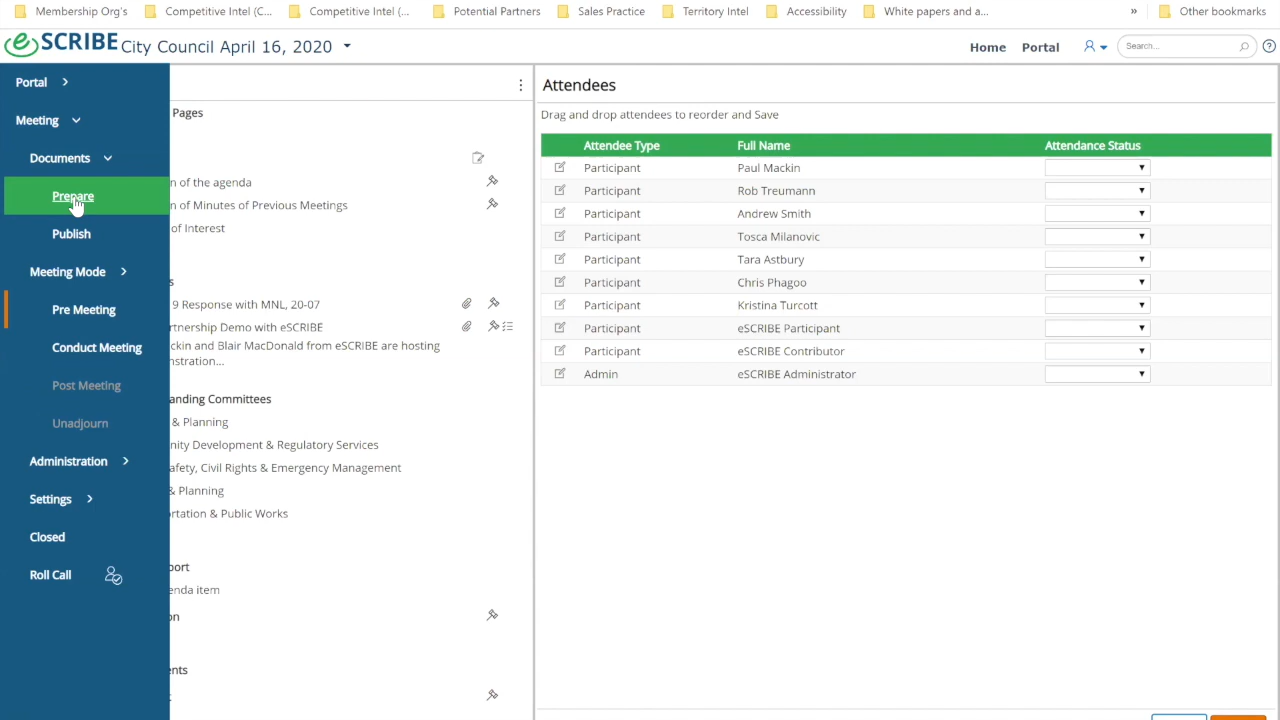 Membership Org's Competitive Intel {C... Competitive Intel {... Potential Partners Sales Practice Territory Intel Accessibility White papers and a... » Other bookmarks
eSCRIBE City Council April 16, 2020 Home Portal Search... ?
Portal
Meeting
Documents
Prepare
Publish
Meeting Mode
Pre Meeting
Conduct Meeting
Post Meeting
Unadjourn
Administration
Settings
Closed
Roll Call
Pages
n of the agenda
n of Minutes of Previous Meetings
of Interest
s
9 Response with MNL, 20-07
rtnership Demo with eSCRIBE
ckin and Blair MacDonald from eSCRIBE are hosting
nstration...
anding Committees
& Planning
nity Development & Regulatory Services
afety, Civil Rights & Emergency Management
& Planning
ortation & Public Works
port
enda item
on
ents
Attendees
Drag and drop attendees to reorder and Save
Attendee Type Full Name Attendance Status
Participant Paul Mackin
Participant Rob Treumann
Participant Andrew Smith
Participant Tosca Milanovic
Participant Tara Astbury
Participant Chris Phagoo
Participant Kristina Turcott
Participant eSCRIBE Participant
Participant eSCRIBE Contributor
Admin eSCRIBE Administrator